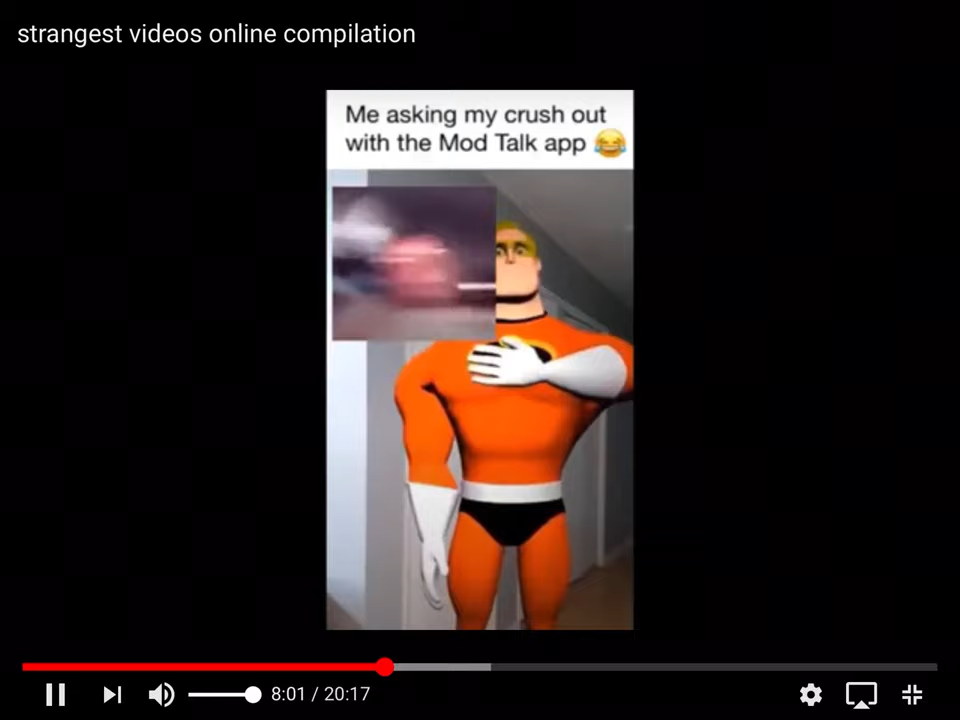 strangest videos online compilation
Me asking my crush out
with the Mod Talk app 😂
8:01 / 20:17